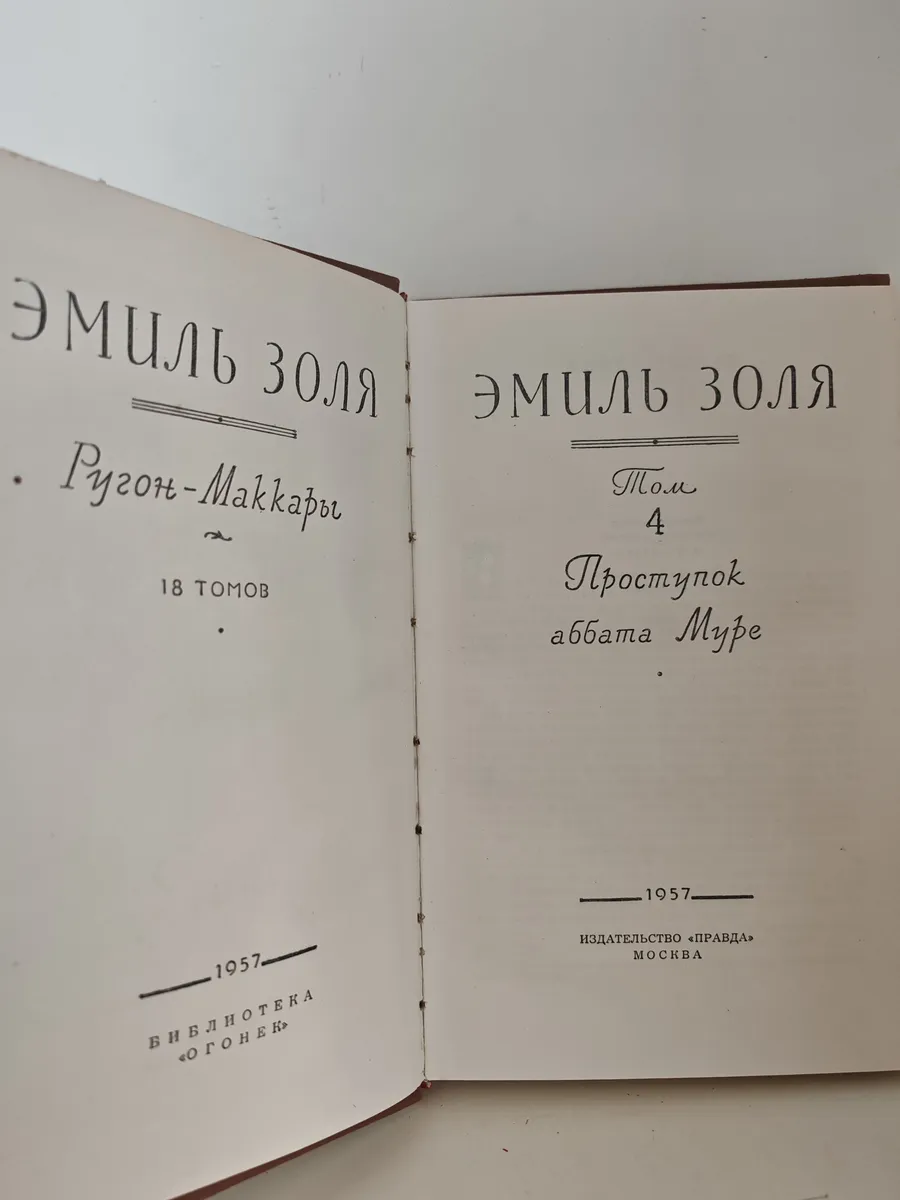 ЭМИЛЬ ЗОЛЯ
Ругон-Маккары
18 ТОМОВ
1957
БИБЛИОТЕКА
«ОГОНЕК»
ЭМИЛЬ ЗОЛЯ
Том
4
Проступок
аббата Муре
1957
ИЗДАТЕЛЬСТВО «ПРАВДА»
МОСКВА